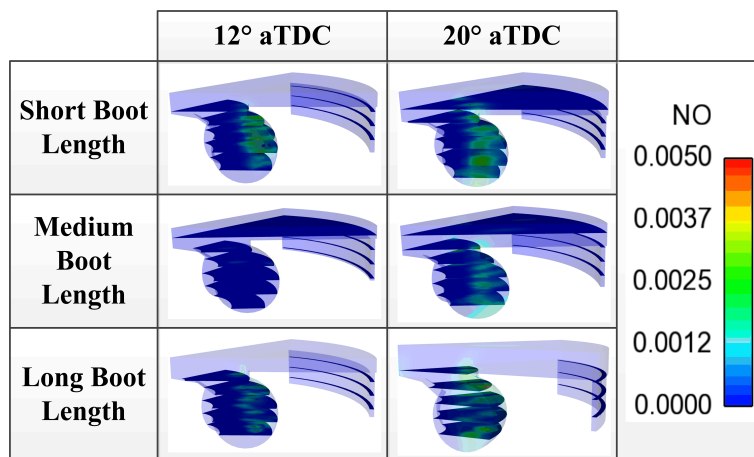 12° aTDC
20° aTDC
Short Boot
Length
Medium
Boot
Length
Long Boot
Length
NO
0.0050
0.0037
0.0025
0.0012
0.0000